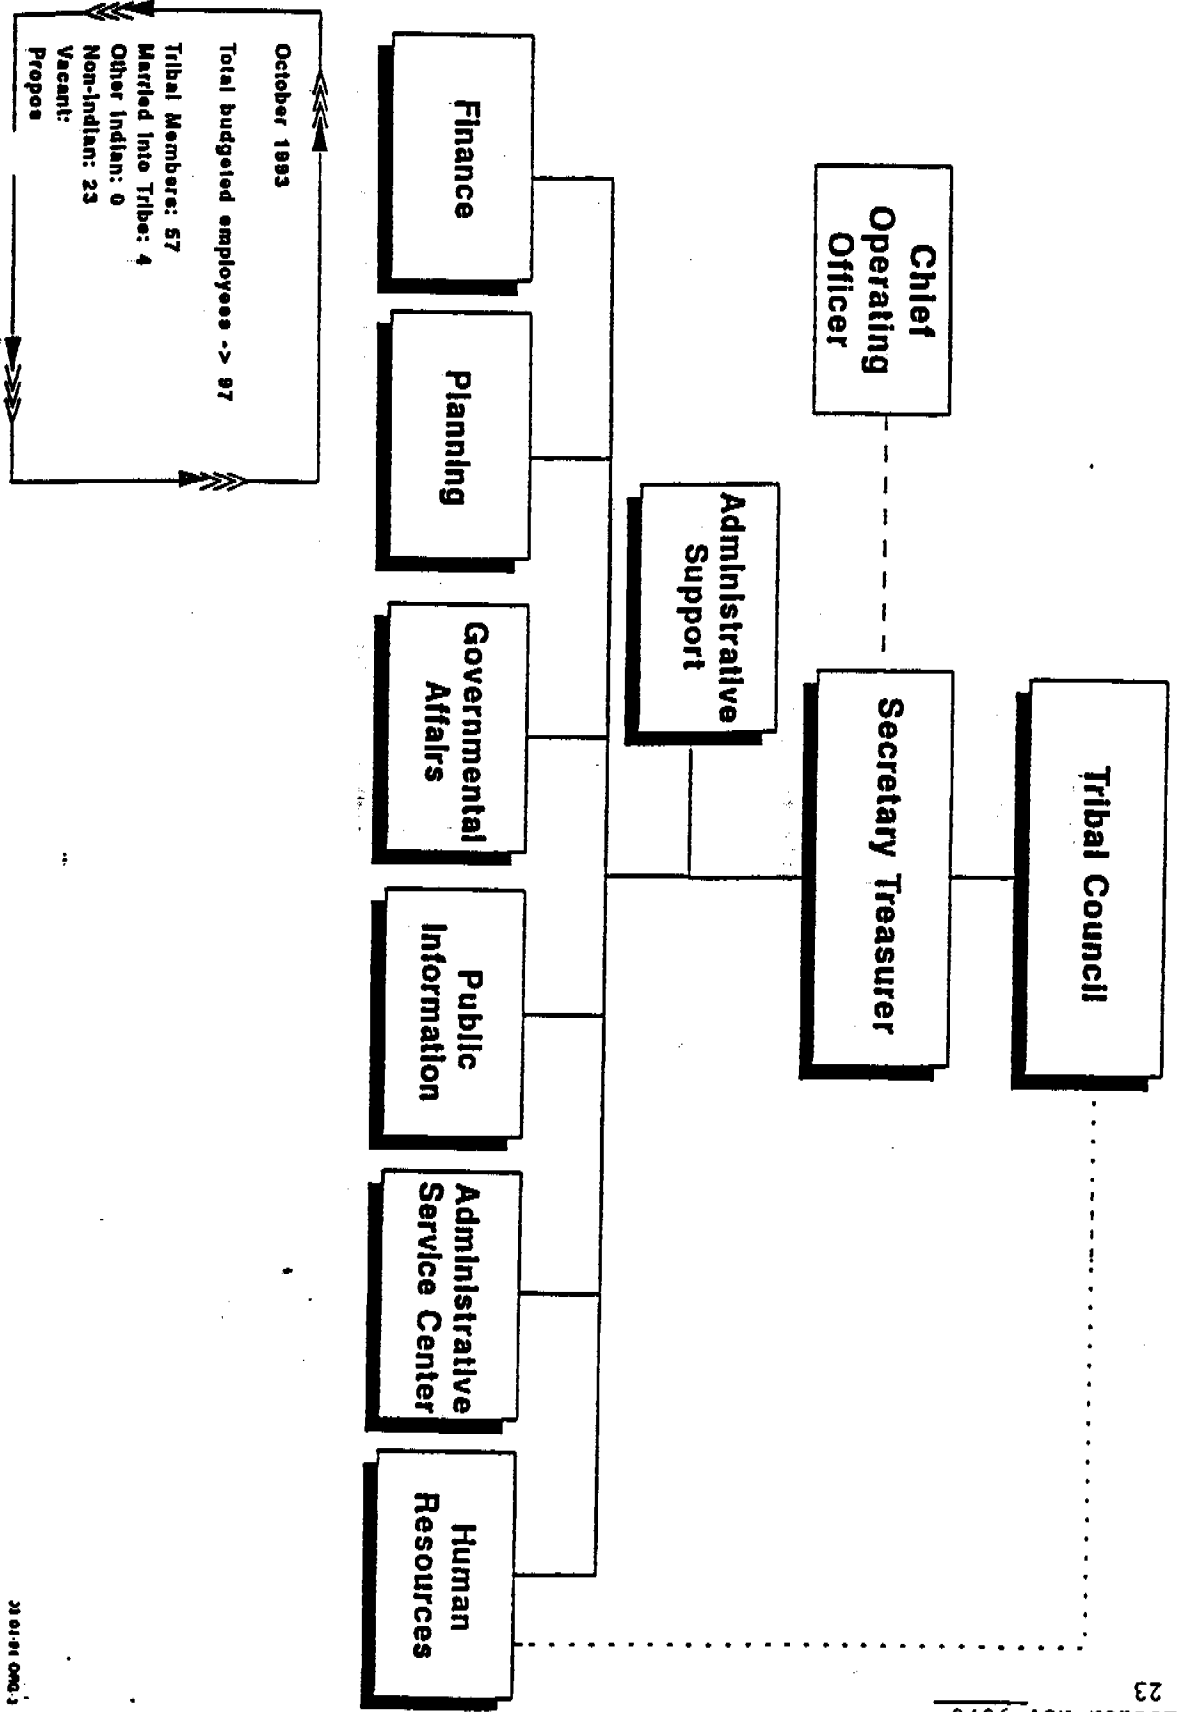 Tribal Council
Secretary Treasurer
Chief
Operating
Officer
Administrative
Support
Finance
Planning
Governmental
Affairs
Public
Information
Administrative
Service Center
Human
Resources
October 1993
Total budgeted employees -> 97
Tribal Members: 57
Married Into Tribe: 4
Other Indian: 0
Non-Indian: 23
Vacant:
Propos
23